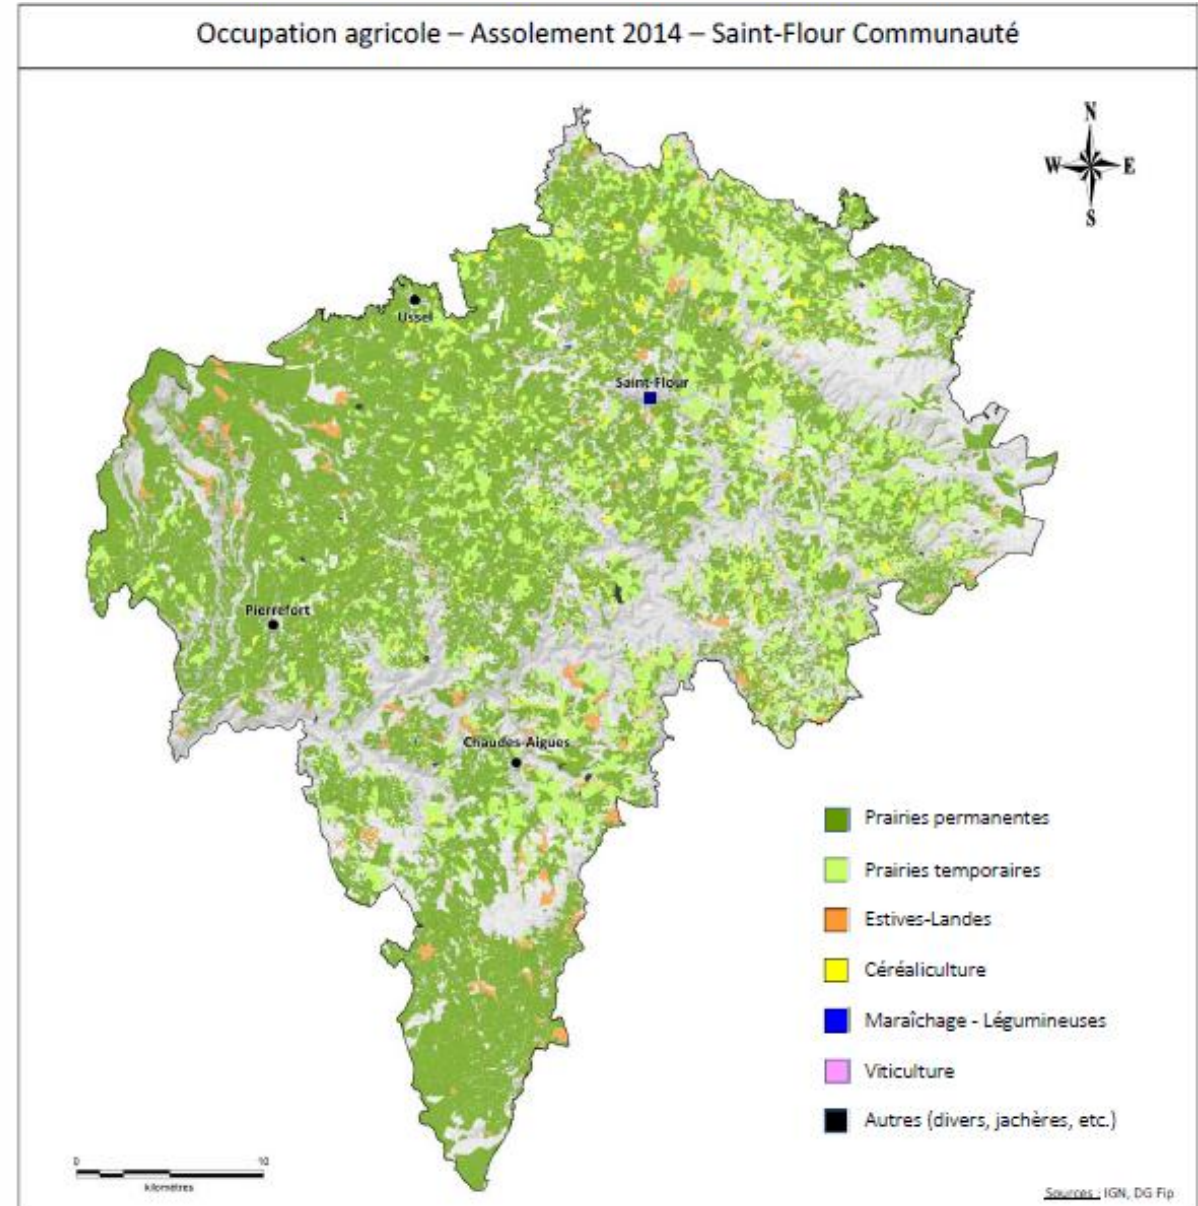 Occupation agricole – Assolement 2014 – Saint-Flour Communauté
N
W E
S
Ussel
Saint-Flour
Pierrefort
Chaudes-Aigues
Prairies permanentes
Prairies temporaires
Estives-Landes
Céréaliculture
Maraîchage - Légumineuses
Viticulture
Autres (divers, jachères, etc.)
0 10
kilomètres
Sources : IGN, DG Fip